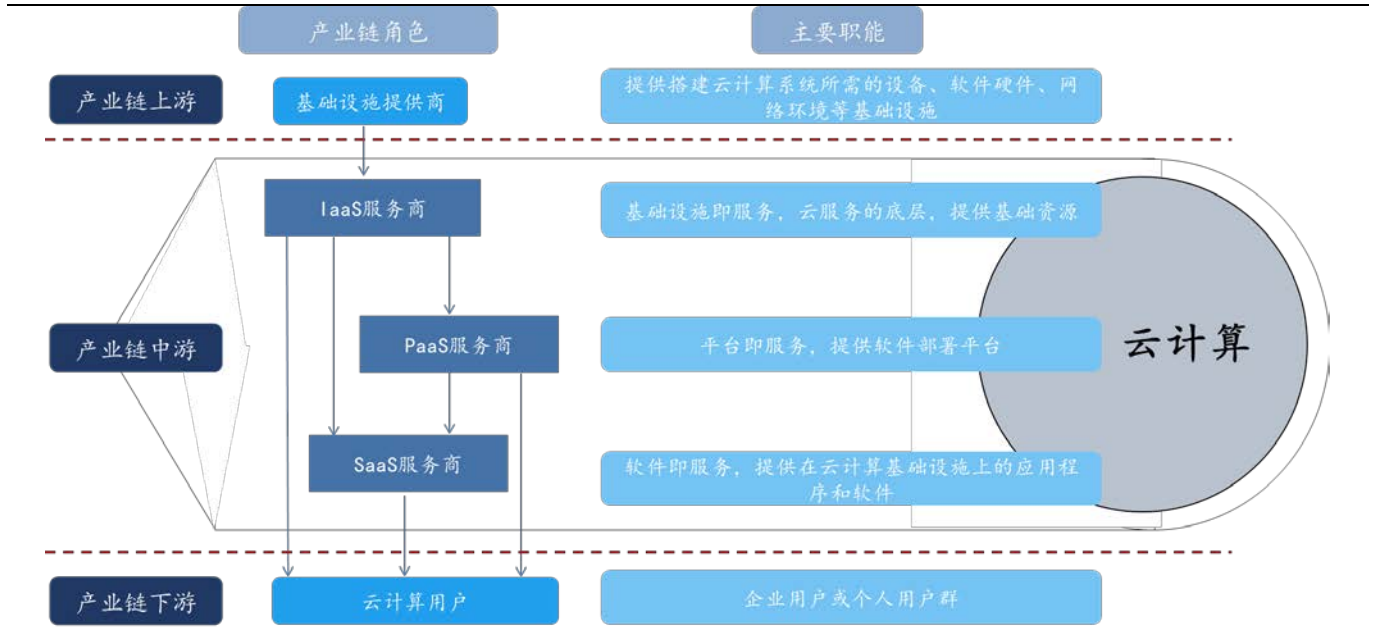 产业链角色
主要职能
产业链上游
基础设施提供商
提供搭建云计算系统所需的设备、软件硬件、网
络环境等基础设施
IaaS服务商
基础设施即服务，云服务的底层，提供基础资源
产业链中游
PaaS服务商
平台即服务，提供软件部署平台
云计算
SaaS服务商
软件即服务，提供在云计算基础设施上的应用程
序和软件
产业链下游
云计算用户
企业用户或个人用户群